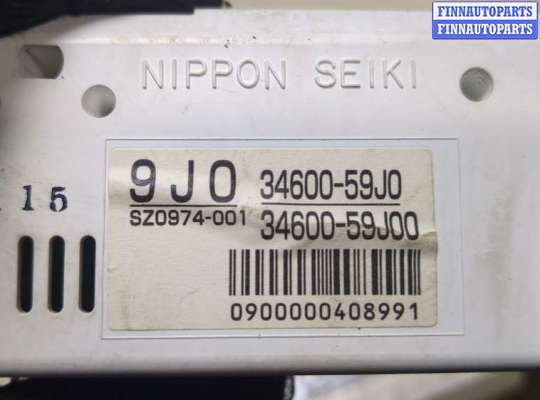 FINNAUTOPARTS
FINNAUTOPARTS
NIPPON SEIKI
9J0 34600-59J0
SZ0974-001 34600-59J00
15
0900000408991